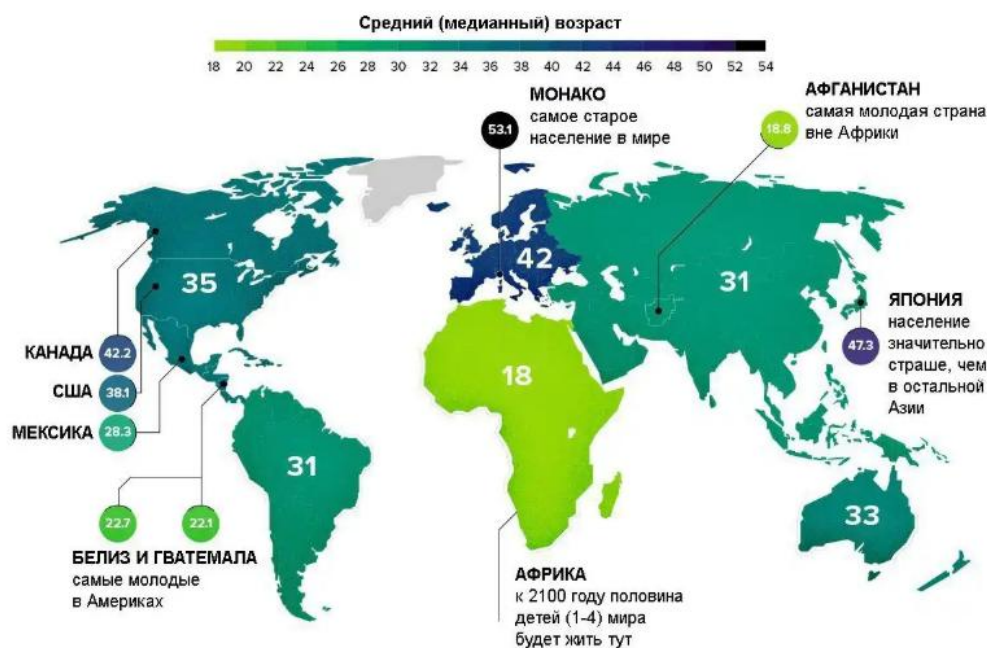 Средний (медианный) возраст
18 20 22 24 26 28 30 32 34 36 38 40 42 44 46 48 50 52 54
МОНАКО
самое старое
население в мире
53.1
АФГАНИСТАН
самая молодая страна
вне Африки
18.8
35
42
31
ЯПОНИЯ
население
значительно
страше, чем
в остальной
Азии
47.3
КАНАДА 42.2
США 38.1
МЕКСИКА 28.3
18
31
33
22.7 22.1
БЕЛИЗ И ГВАТЕМАЛА
самые молодые
в Америках
АФРИКА
к 2100 году половина
детей (1-4) мира
будет жить тут